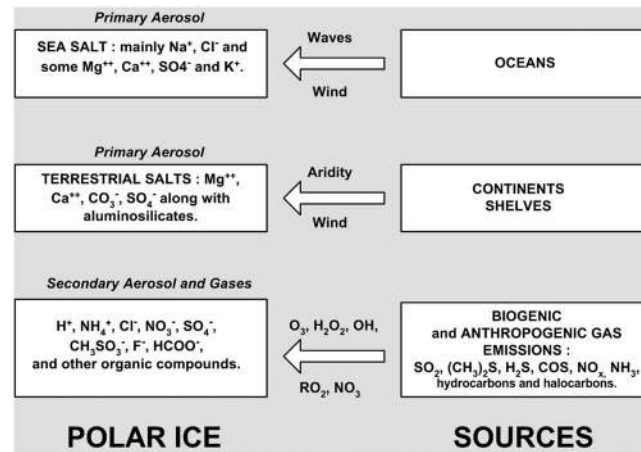 Primary Aerosol
SEA SALT : mainly Na⁺, Cl⁻ and
some Mg⁺⁺, Ca⁺⁺, SO4⁻ and K⁺.
Waves
Wind
OCEANS
Primary Aerosol
TERRESTRIAL SALTS : Mg⁺⁺,
Ca⁺⁺, CO₃⁻, SO₄⁻ along with
aluminosilicates.
Aridity
Wind
CONTINENTS
SHELVES
Secondary Aerosol and Gases
H⁺, NH₄⁺, Cl⁻, NO₃⁻, SO₄⁻,
CH₃SO₃⁻, F⁻, HCOO⁻,
and other organic compounds.
O₃, H₂O₂, OH,
RO₂, NO₃
BIOGENIC
and ANTHROPOGENIC GAS
EMISSIONS :
SO₂, (CH₃)₂S, H₂S, COS, NOₓ, NH₃,
hydrocarbons and halocarbons.
POLAR ICE
SOURCES